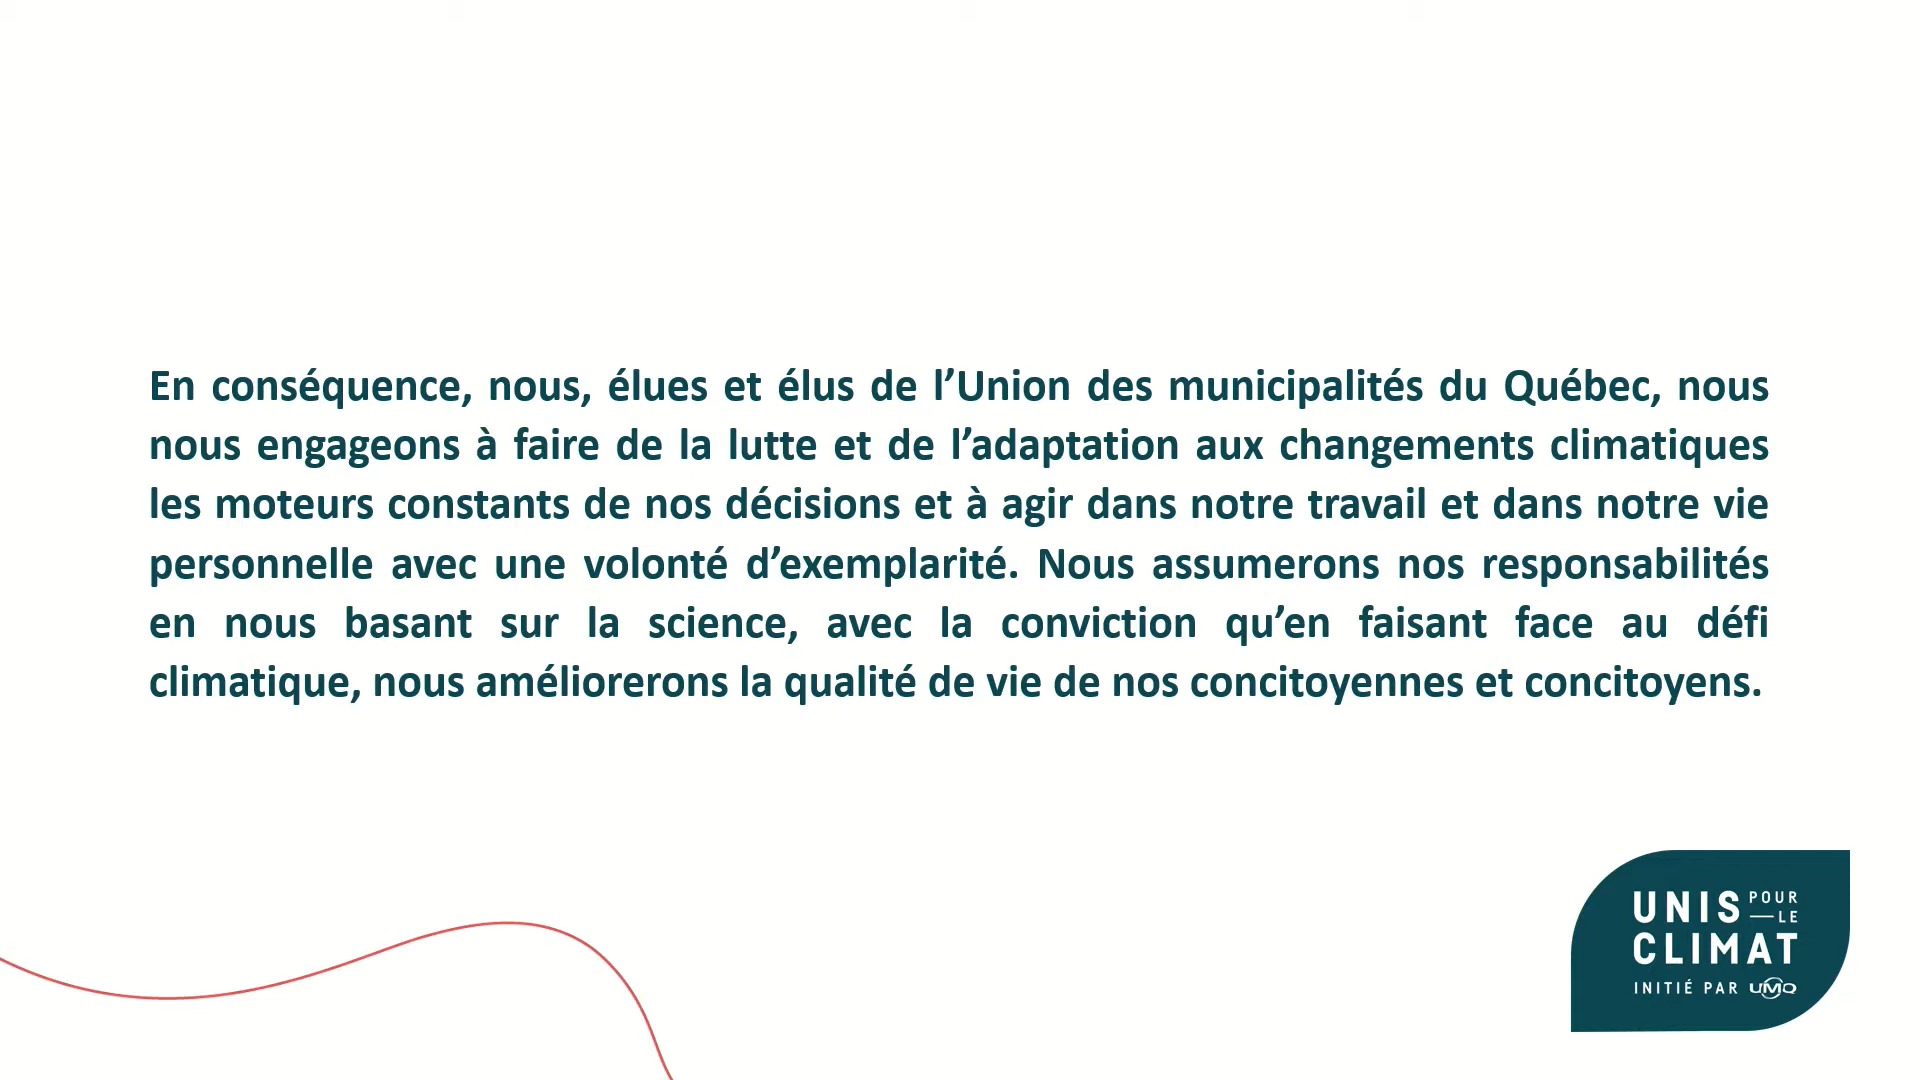 En conséquence, nous, élues et élus de l’Union des municipalités du Québec, nous
nous engageons à faire de la lutte et de l’adaptation aux changements climatiques
les moteurs constants de nos décisions et à agir dans notre travail et dans notre vie
personnelle avec une volonté d’exemplarité. Nous assumerons nos responsabilités
en nous basant sur la science, avec la conviction qu’en faisant face au défi
climatique, nous améliorerons la qualité de vie de nos concitoyennes et concitoyens.
UNIS POUR
LE
CLIMAT
INITIÉ PAR UMQ